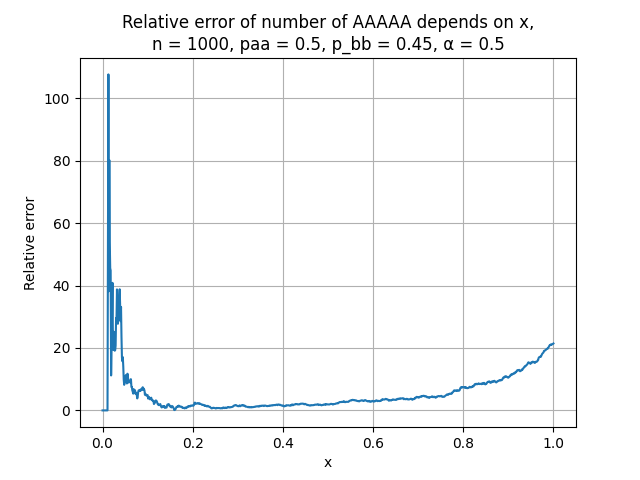 Relative error of number of AAAAA depends on x,
n = 1000, paa = 0.5, p_bb = 0.45, α = 0.5
100
80
60
40
20
0
Relative error
0.0 0.2 0.4 0.6 0.8 1.0
x